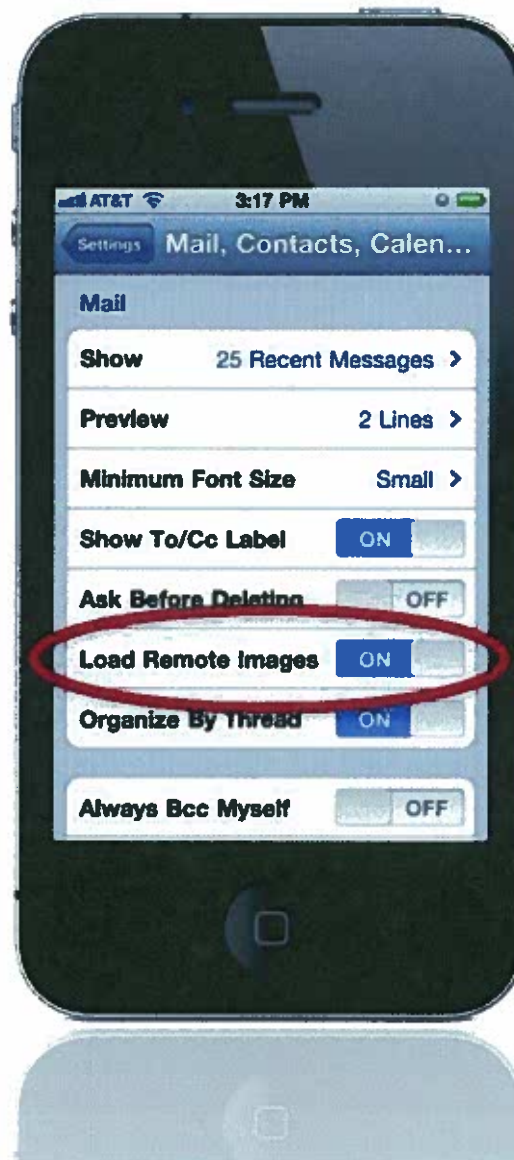 AT&T 3:17 PM
Settings Mail, Contacts, Calen...
Mail
Show 25 Recent Messages >
Preview 2 Lines >
Minimum Font Size Small >
Show To/Cc Label ON
Ask Before Deleting OFF
Load Remote Images ON
Organize By Thread ON
Always Bcc Myself OFF